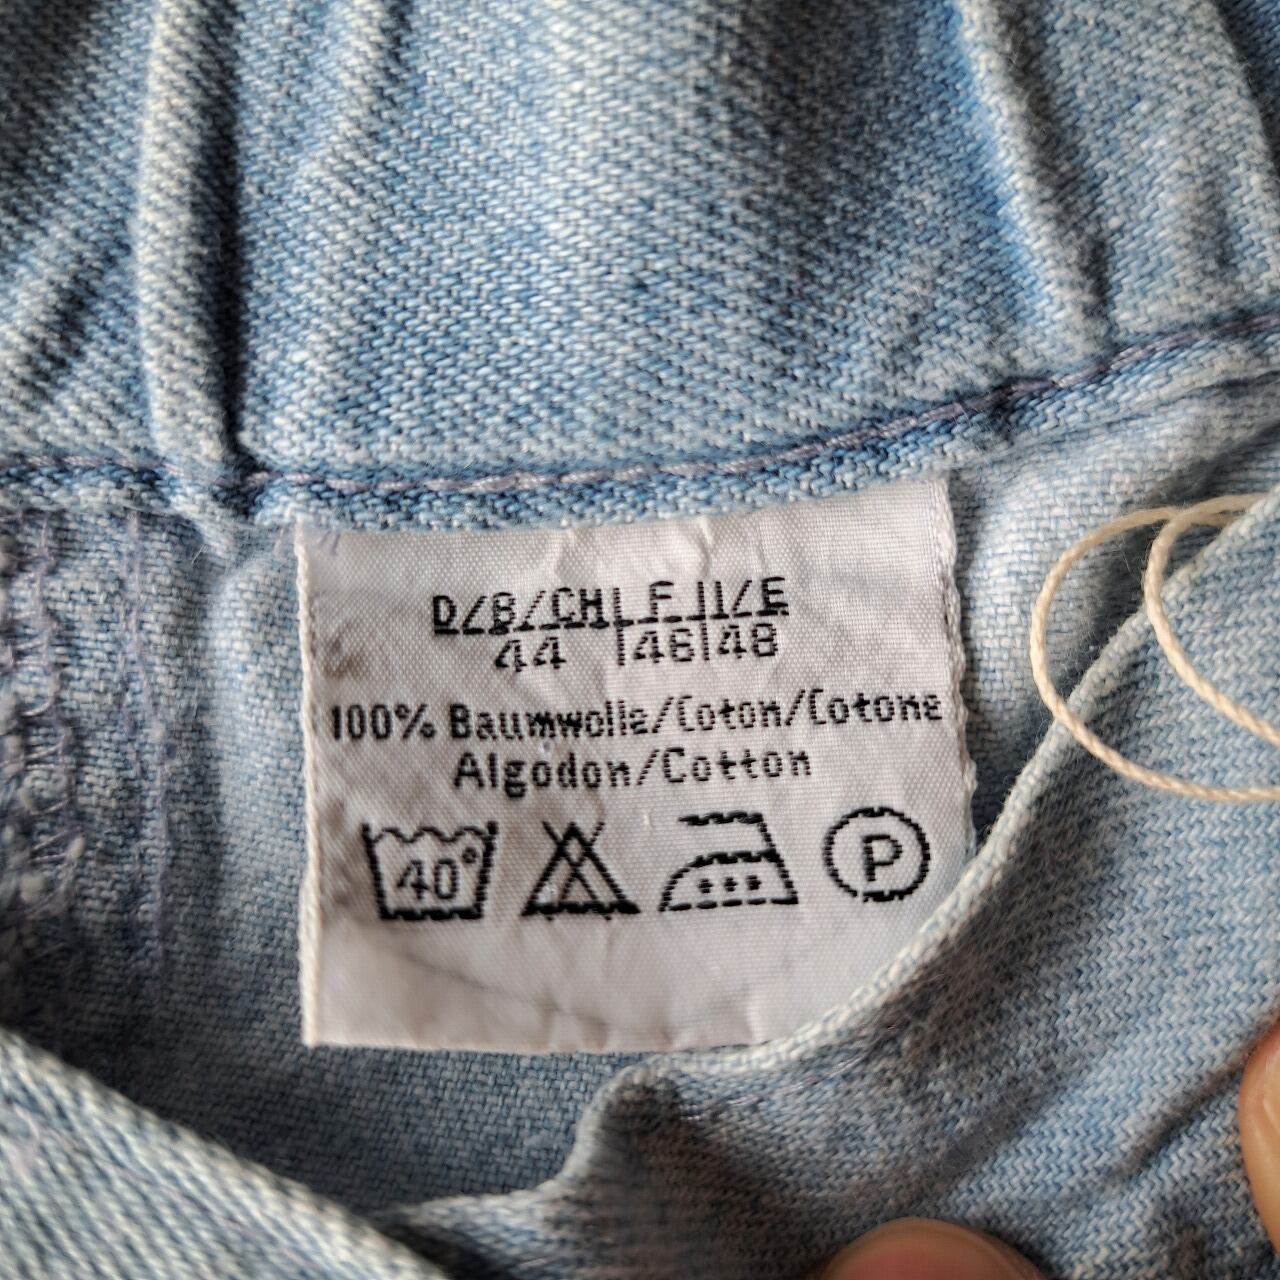 D/B/CH| F |I/E
44 |46|48
100% Baumwolle/Coton/Cotone
Algodon/Cotton
40°
P